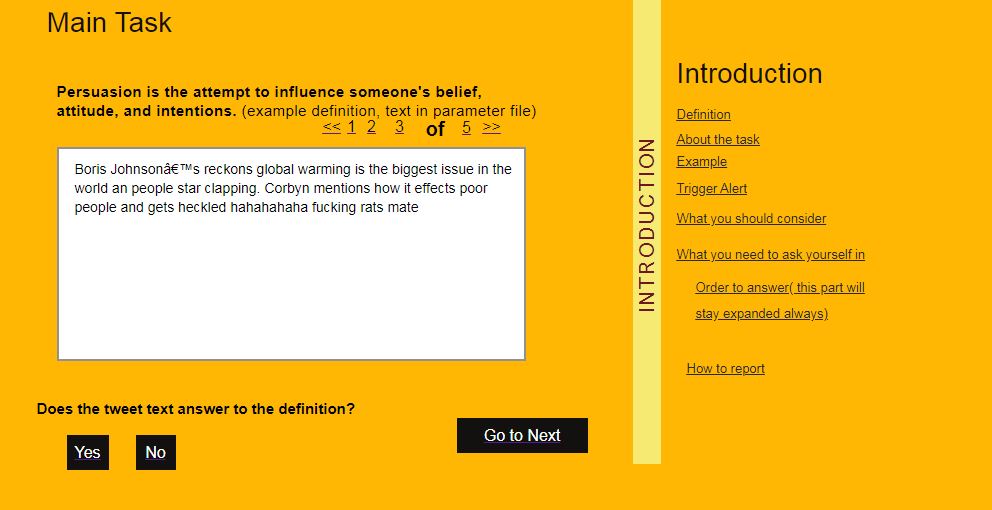 Main Task
Persuasion is the attempt to influence someone's belief,
attitude, and intentions. (example definition, text in parameter file)
<< 1 2 3 of 5 >>
Boris Johnsonâ€™s reckons global warming is the biggest issue in the
world an people star clapping. Corbyn mentions how it effects poor
people and gets heckled hahahahaha fucking rats mate
Does the tweet text answer to the definition?
Yes No
Go to Next
INTRODUCTION
Introduction
Definition
About the task
Example
Trigger Alert
What you should consider
What you need to ask yourself in
Order to answer( this part will
stay expanded always)
How to report